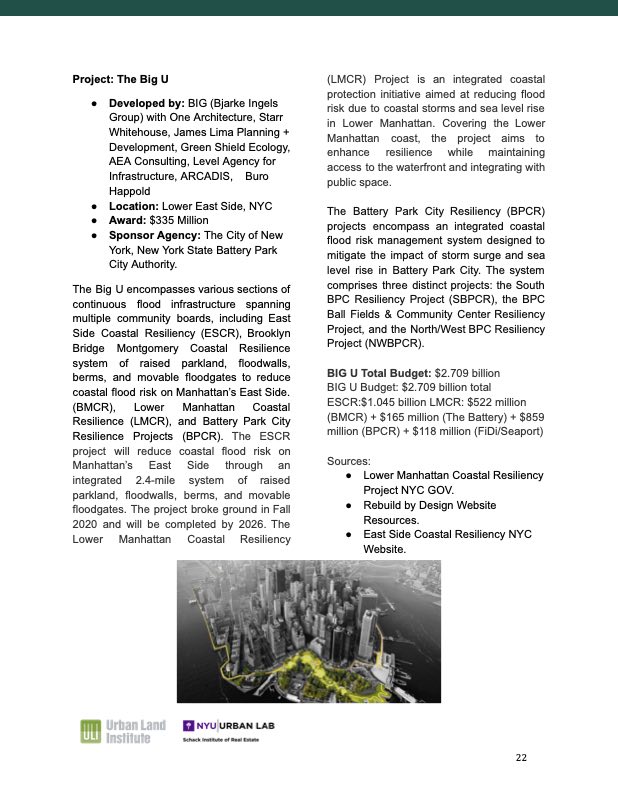 Project: The Big U
● Developed by: BIG (Bjarke Ingels
Group) with One Architecture, Starr
Whitehouse, James Lima Planning +
Development, Green Shield Ecology,
AEA Consulting, Level Agency for
Infrastructure, ARCADIS, Buro
Happold
● Location: Lower East Side, NYC
● Award: $335 Million
● Sponsor Agency: The City of New
York, New York State Battery Park
City Authority.
The Big U encompasses various sections of
continuous flood infrastructure spanning
multiple community boards, including East
Side Coastal Resiliency (ESCR), Brooklyn
Bridge Montgomery Coastal Resilience
system of raised parkland, floodwalls,
berms, and movable floodgates to reduce
coastal flood risk on Manhattan's East Side.
(BMCR), Lower Manhattan Coastal
Resilience (LMCR), and Battery Park City
Resilience Projects (BPCR). The ESCR
project will reduce coastal flood risk on
Manhattan's East Side through an
integrated 2.4-mile system of raised
parkland, floodwalls, berms, and movable
floodgates. The project broke ground in Fall
2020 and will be completed by 2026. The
Lower Manhattan Coastal Resiliency
(LMCR) Project is an integrated coastal
protection initiative aimed at reducing flood
risk due to coastal storms and sea level rise
in Lower Manhattan. Covering the Lower
Manhattan coast, the project aims to
enhance resilience while maintaining
access to the waterfront and integrating with
public space.
The Battery Park City Resiliency (BPCR)
projects encompass an integrated coastal
flood risk management system designed to
mitigate the impact of storm surge and sea
level rise in Battery Park City. The system
comprises three distinct projects: the South
BPC Resiliency Project (SBPCR), the BPC
Ball Fields & Community Center Resiliency
Project, and the North/West BPC Resiliency
Project (NWBPCR).
BIG U Total Budget: $2.709 billion
BIG U Budget: $2.709 billion total
ESCR:$1.045 billion LMCR: $522 million
(BMCR) + $165 million (The Battery) + $859
million (BPCR) + $118 million (FiDi/Seaport)
Sources:
● Lower Manhattan Coastal Resiliency
Project NYC GOV.
● Rebuild by Design Website
Resources.
● East Side Coastal Resiliency NYC
Website.
ULI Urban Land
Institute
NYU URBAN LAB
Schack Institute of Real Estate
22